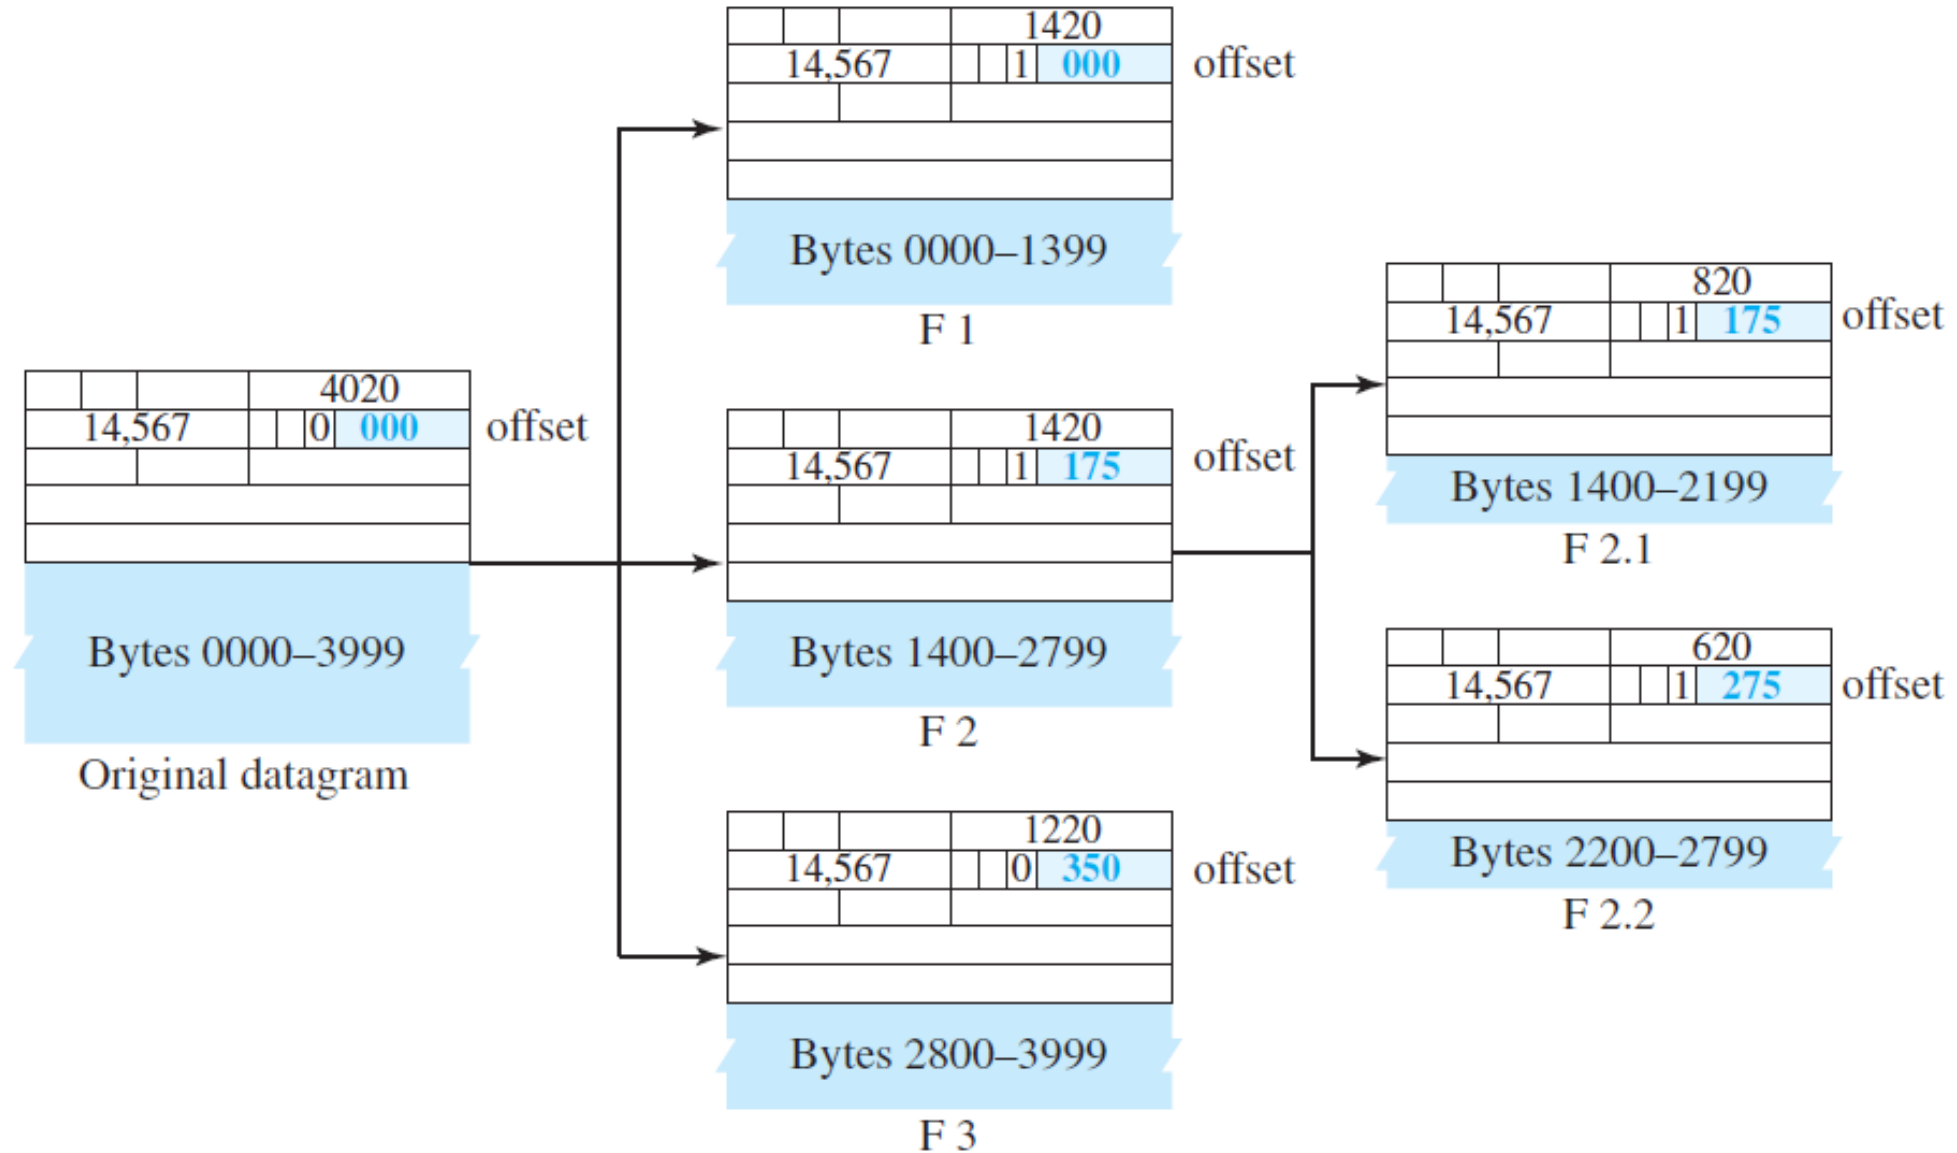 4020
14,567 0 000 offset
Bytes 0000–3999
Original datagram
1420
14,567 1 000 offset
Bytes 0000–1399
F 1
1420
14,567 1 175 offset
Bytes 1400–2799
F 2
1220
14,567 0 350 offset
Bytes 2800–3999
F 3
820
14,567 1 175 offset
Bytes 1400–2199
F 2.1
620
14,567 1 275 offset
Bytes 2200–2799
F 2.2